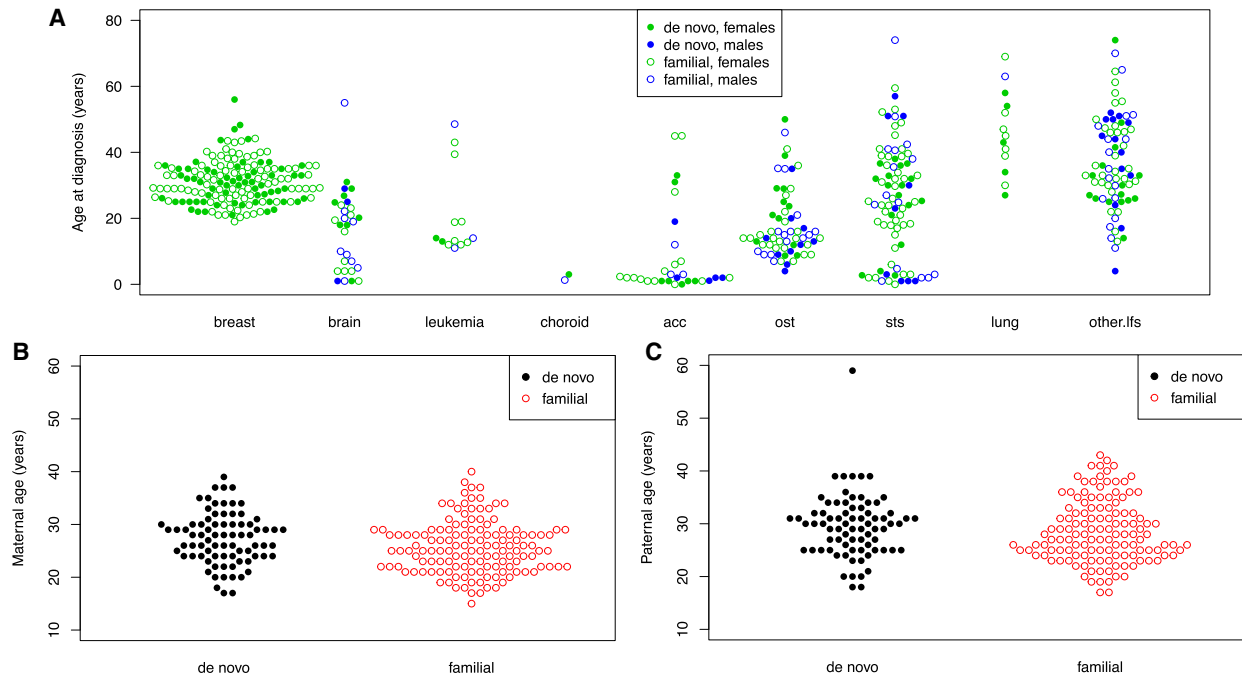 A
Age at diagnosis (years)
80
60
40
20
0
de novo, females
de novo, males
familial, females
familial, males
breast brain leukemia choroid acc ost sts lung other.lfs
B
Maternal age (years)
60
50
40
30
20
10
de novo
familial
de novo familial
C
Paternal age (years)
60
50
40
30
20
10
de novo
familial
de novo familial